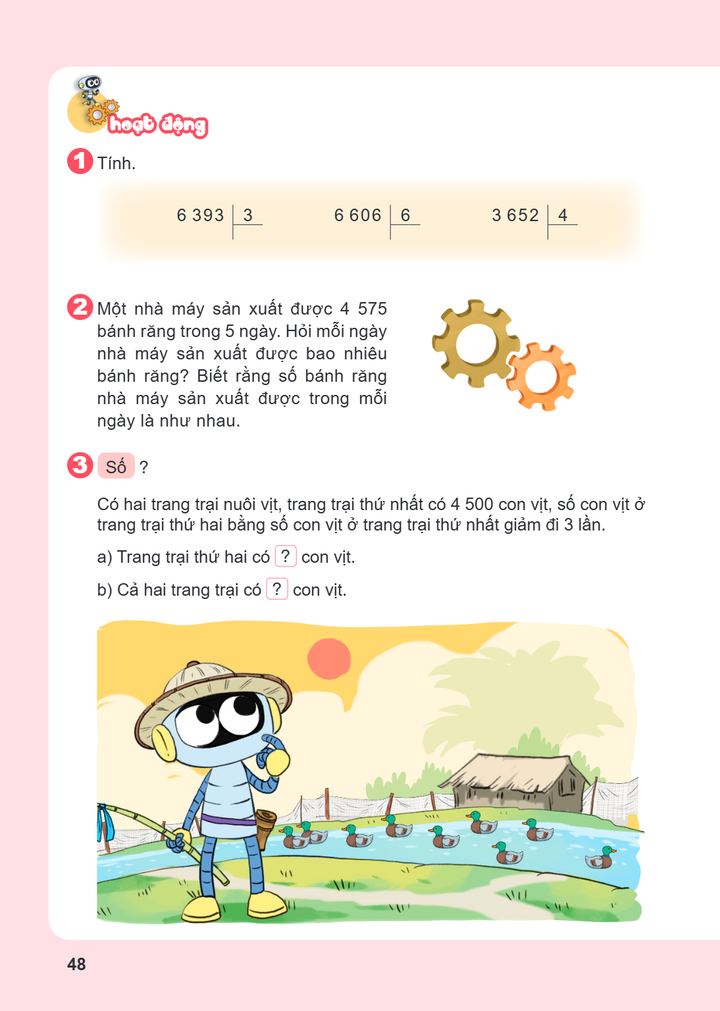 hoạt động
1 Tính.
6 393 3 6 606 6 3 652 4
2 Một nhà máy sản xuất được 4 575
bánh răng trong 5 ngày. Hỏi mỗi ngày
nhà máy sản xuất được bao nhiêu
bánh răng? Biết rằng số bánh răng
nhà máy sản xuất được trong mỗi
ngày là như nhau.
3 Số ?
Có hai trang trại nuôi vịt, trang trại thứ nhất có 4 500 con vịt, số con vịt ở
trang trại thứ hai bằng số con vịt ở trang trại thứ nhất giảm đi 3 lần.
a) Trang trại thứ hai có ? con vịt.
b) Cả hai trang trại có ? con vịt.
48